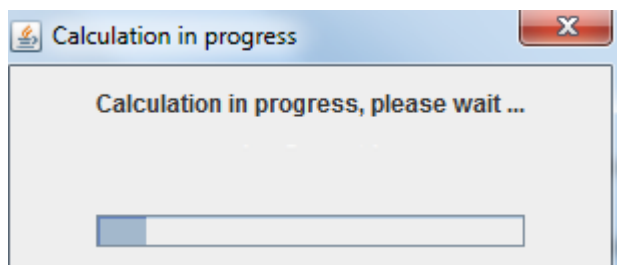 Calculation in progress
Calculation in progress, please wait ...